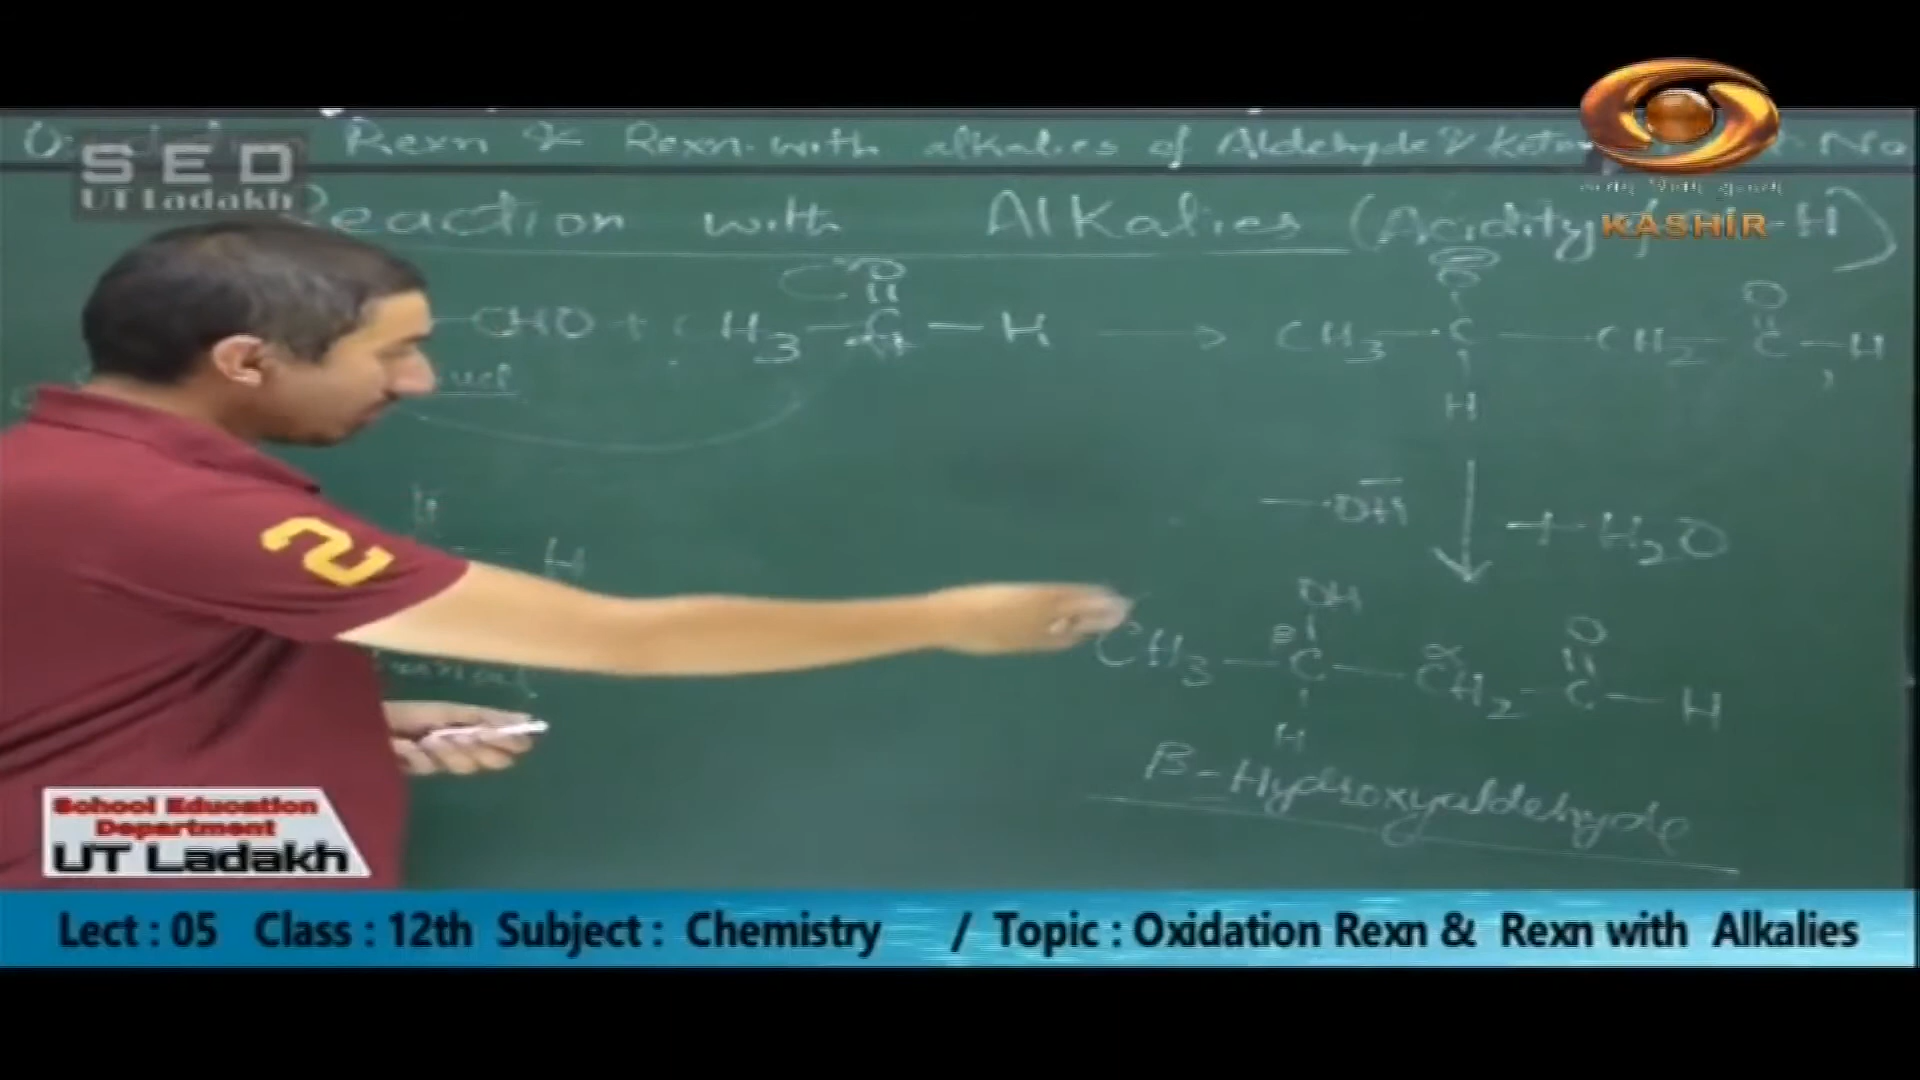 Rexn & Rexn. with alkalies of Aldehyde & No
SED
UT Ladakh
KASHIR
Reaction with Alkalies (Acidity -H)
CHO + CH3 — C — H → CH3 — C — CH2 — C — H
O
O
O
H
H
-OH + H2O
OH
O
CH3 — C — CH2 — C — H
β α
H
β-Hydroxyaldehyde
School Education
Department
UT Ladakh
Lect : 05 Class : 12th Subject : Chemistry / Topic : Oxidation Rexn & Rexn with Alkalies